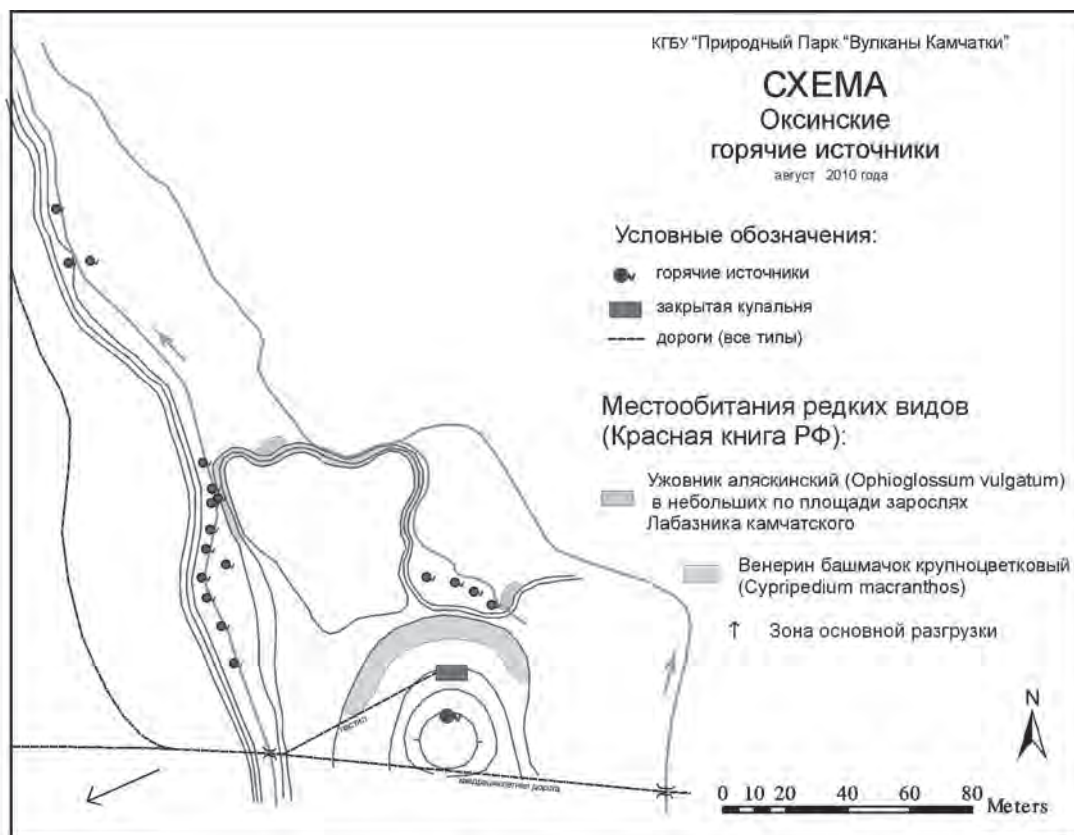 КГБУ "Природный Парк "Вулканы Камчатки"
СХЕМА
Оксинские
горячие источники
август 2010 года
Условные обозначения:
горячие источники
закрытая купальня
дороги (все типы)
Местообитания редких видов
(Красная книга РФ):
Ужовник аляскинский (Ophioglossum vulgatum)
в небольших по площади зарослях
Лабазника камчатского
Венерин башмачок крупноцветковый
(Cypripedium macranthos)
Зона основной разгрузки
настил
дорога
N
0 10 20 40 60 80
Meters